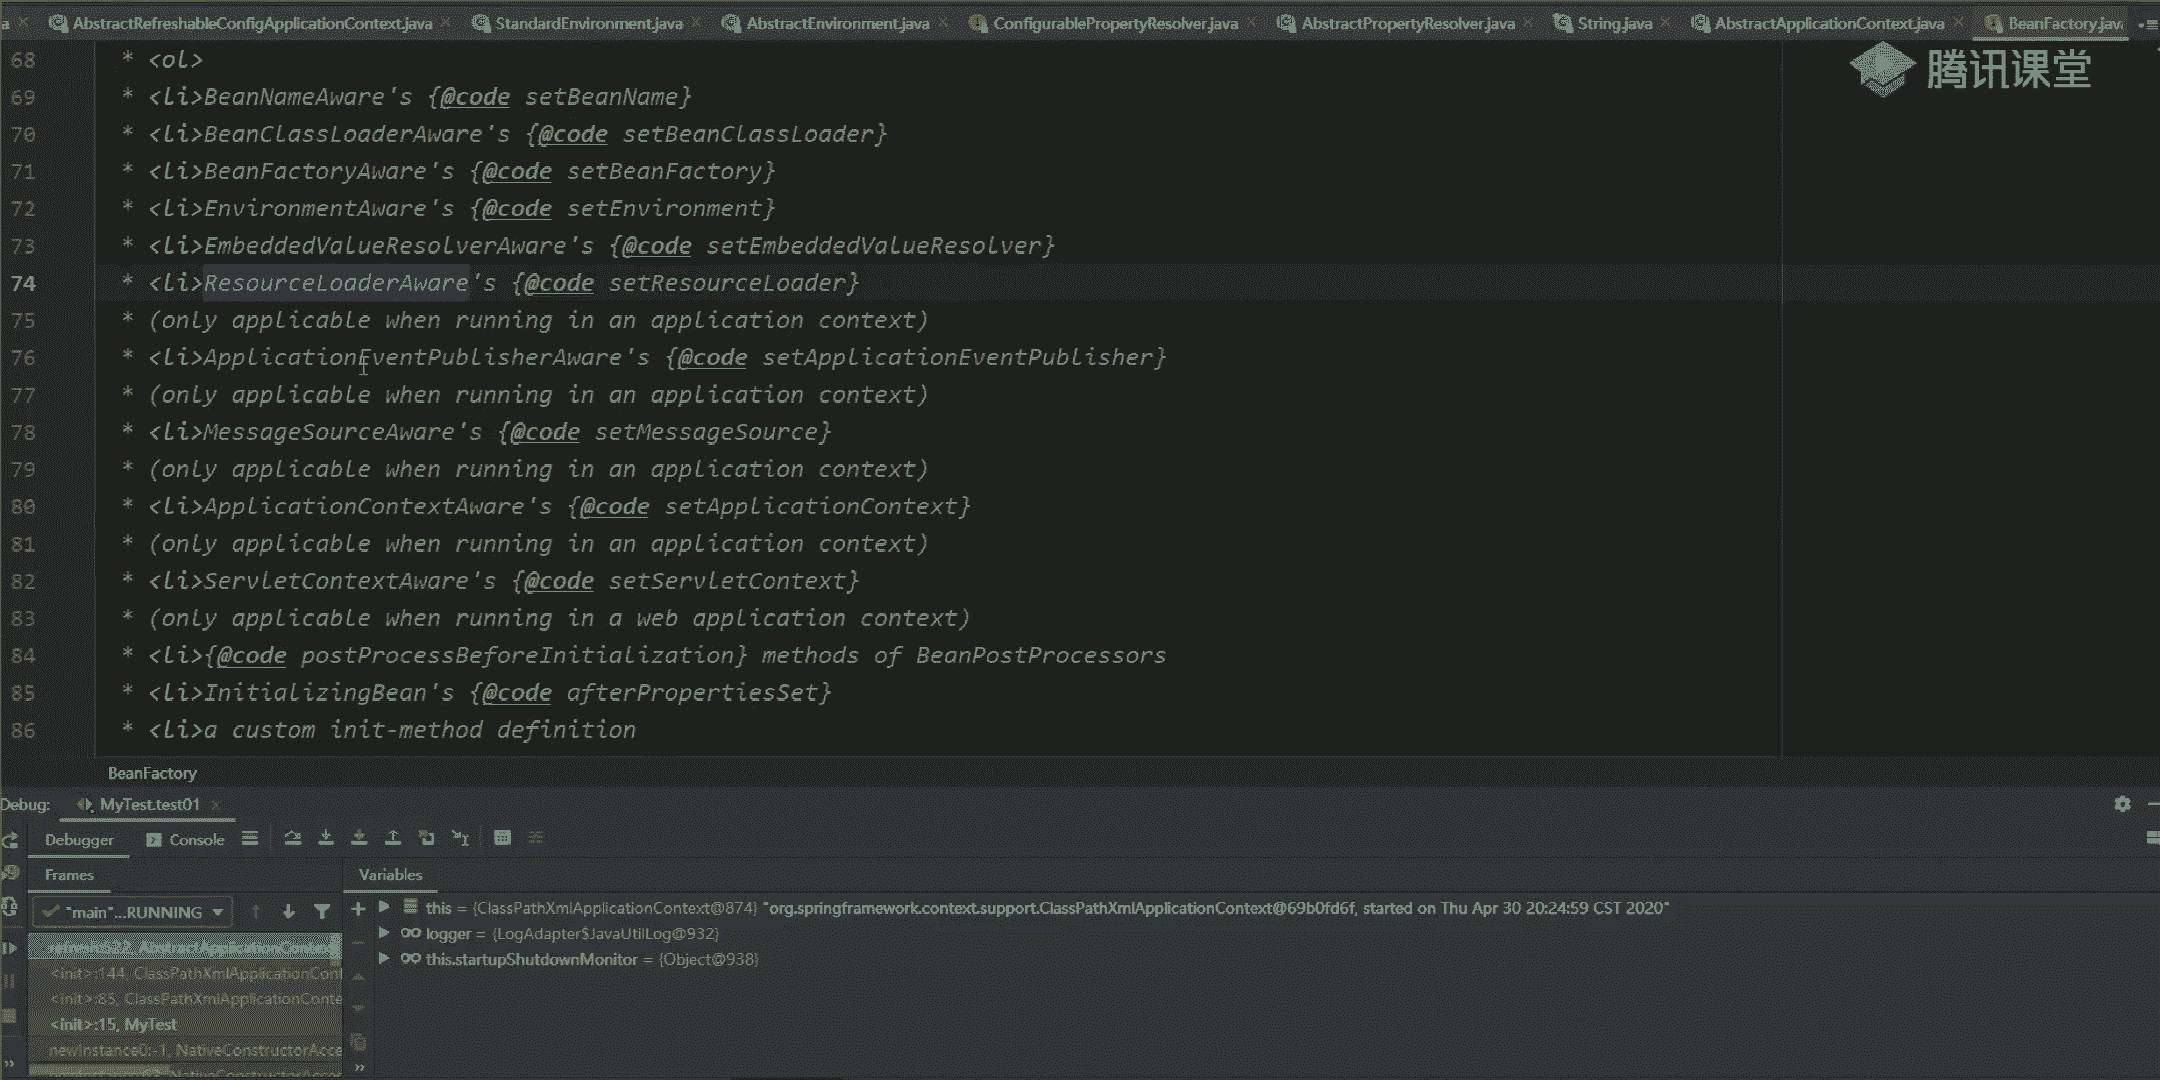 a AbstractRefreshableConfigApplicationContext.java StandardEnvironment.java AbstractEnvironment.java ConfigurablePropertyResolver.java AbstractPropertyResolver.java String.java AbstractApplicationContext.java BeanFactory.java
腾讯课堂
68 * <ol>
69 * <li>BeanNameAware's {@code setBeanName}
70 * <li>BeanClassLoaderAware's {@code setBeanClassLoader}
71 * <li>BeanFactoryAware's {@code setBeanFactory}
72 * <li>EnvironmentAware's {@code setEnvironment}
73 * <li>EmbeddedValueResolverAware's {@code setEmbeddedValueResolver}
74 * <li>ResourceLoaderAware's {@code setResourceLoader}
75 * (only applicable when running in an application context)
76 * <li>ApplicationEventPublisherAware's {@code setApplicationEventPublisher}
77 * (only applicable when running in an application context)
78 * <li>MessageSourceAware's {@code setMessageSource}
79 * (only applicable when running in an application context)
80 * <li>ApplicationContextAware's {@code setApplicationContext}
81 * (only applicable when running in an application context)
82 * <li>ServletContextAware's {@code setServletContext}
83 * (only applicable when running in a web application context)
84 * <li>{@code postProcessBeforeInitialization} methods of BeanPostProcessors
85 * <li>InitializingBean's {@code afterPropertiesSet}
86 * <li>a custom init-method definition
BeanFactory
Debug: MyTest.test01
Debugger Console
Frames Variables
"main"...RUNNING
this = {ClassPathXmlApplicationContext@874} "org.springframework.context.support.ClassPathXmlApplicationContext@69b0fd6f, started on Thu Apr 30 20:24:59 CST 2020"
logger = {LogAdapter$JavaUtilLog@932}
this.startupShutdownMonitor = {Object@938}
refresh:522, AbstractApplicationContex
<init>:144, ClassPathXmlApplicationCont
<init>:85, ClassPathXmlApplicationConte
<init>:15, MyTest
newInstance0:-1, NativeConstructorAcce